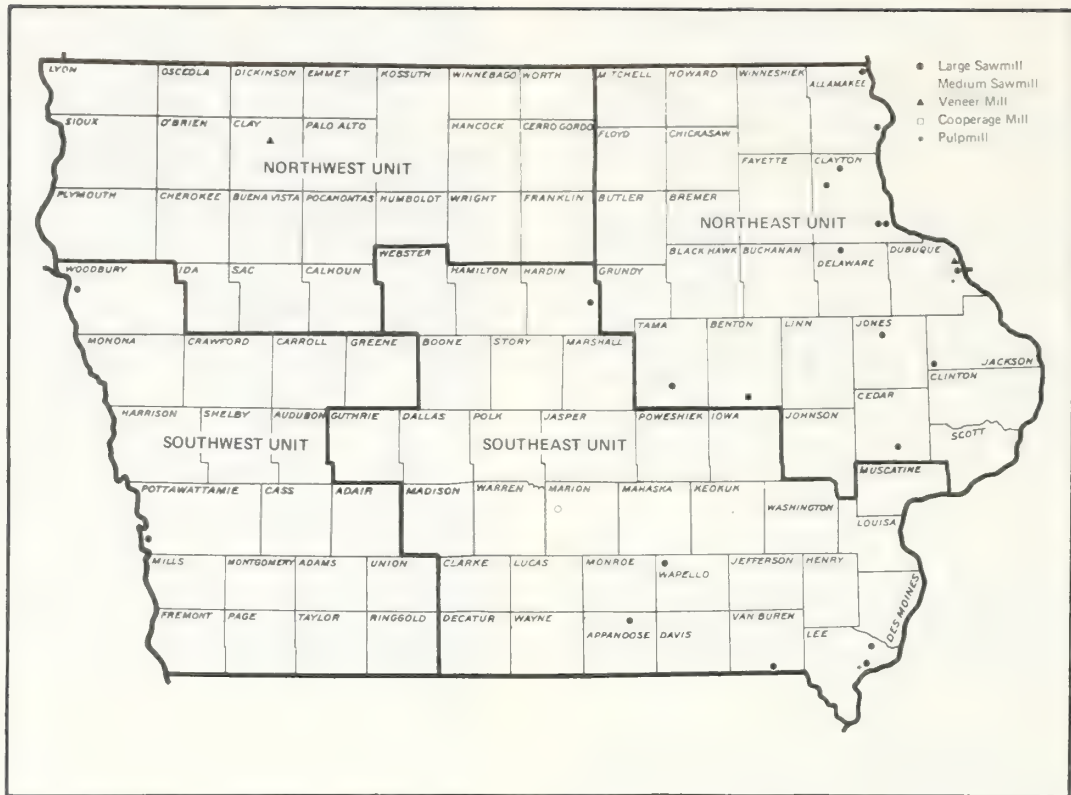 LYON OSCEOLA DICKINSON EMMET KOSSUTH WINNEBAGO WORTH MITCHELL HOWARD WINNESHIEK ALLAMAKEE
Large Sawmill
Medium Sawmill
Veneer Mill
Cooperage Mill
Pulpmill
SIOUX O'BRIEN CLAY PALO ALTO HANCOCK CERRO GORDO FLOYD CHICKASAW
FAYETTE CLAYTON
NORTHWEST UNIT
PLYMOUTH CHEROKEE BUENA VISTA POCAHONTAS HUMBOLDT WRIGHT FRANKLIN BUTLER BREMER
NORTHEAST UNIT
WEBSTER BLACK HAWK BUCHANAN DELAWARE DUBUQUE
WOODBURY IDA SAC CALHOUN HAMILTON HARDIN GRUNDY
TAMA BENTON LINN JONES
MONONA CRAWFORD CARROLL GREENE BOONE STORY MARSHALL JACKSON
CLINTON
CEDAR
HARRISON SHELBY AUDUBON GUTHRIE DALLAS POLK JASPER POWESHIEK IOWA JOHNSON
SCOTT
SOUTHWEST UNIT SOUTHEAST UNIT
MUSCATINE
POTTAWATTAMIE CASS ADAIR MADISON WARREN MARION MAHASKA KEOKUK
WASHINGTON
LOUISA
MILLS MONTGOMERY ADAMS UNION CLARKE LUCAS MONROE WAPELLO JEFFERSON HENRY
DES MOINES
FREMONT PAGE TAYLOR RINGGOLD DECATUR WAYNE APPANOOSE DAVIS VAN BUREN LEE